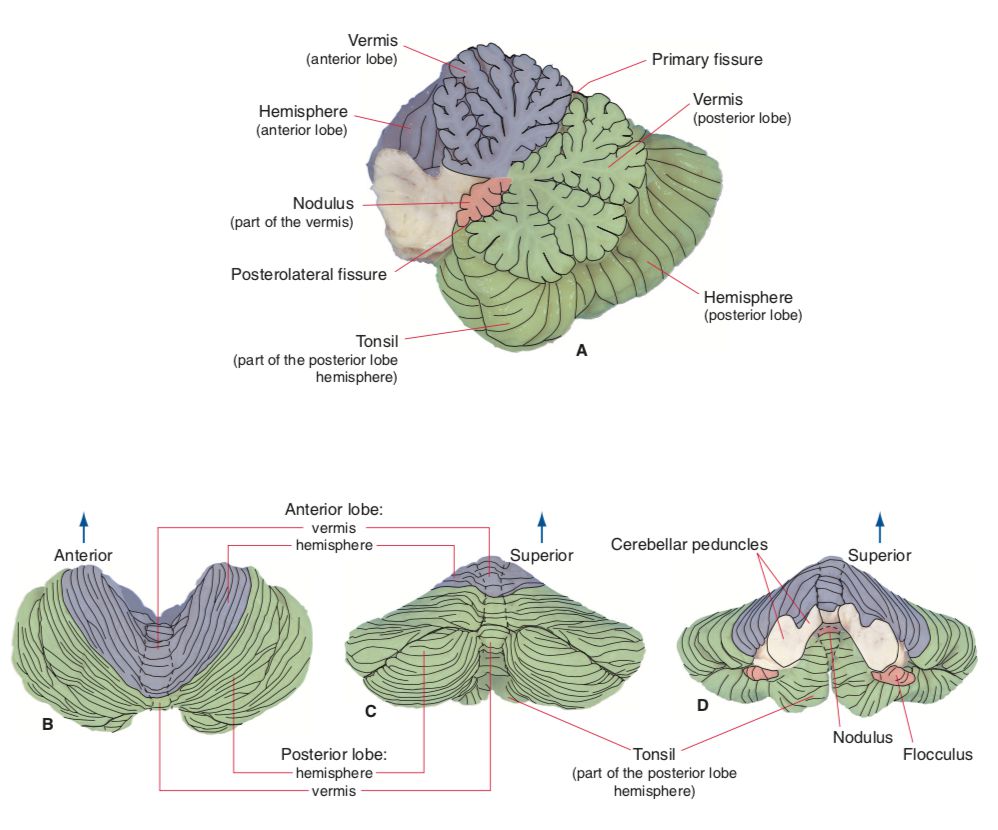 Vermis
(anterior lobe)
Primary fissure
Vermis
(posterior lobe)
Hemisphere
(anterior lobe)
Nodulus
(part of the vermis)
Posterolateral fissure
Hemisphere
(posterior lobe)
Tonsil
(part of the posterior lobe
hemisphere)
A
Anterior lobe:
vermis
hemisphere
Anterior
Superior
Cerebellar peduncles
Superior
B
C
D
Posterior lobe:
hemisphere
vermis
Tonsil
(part of the posterior lobe
hemisphere)
Nodulus
Flocculus